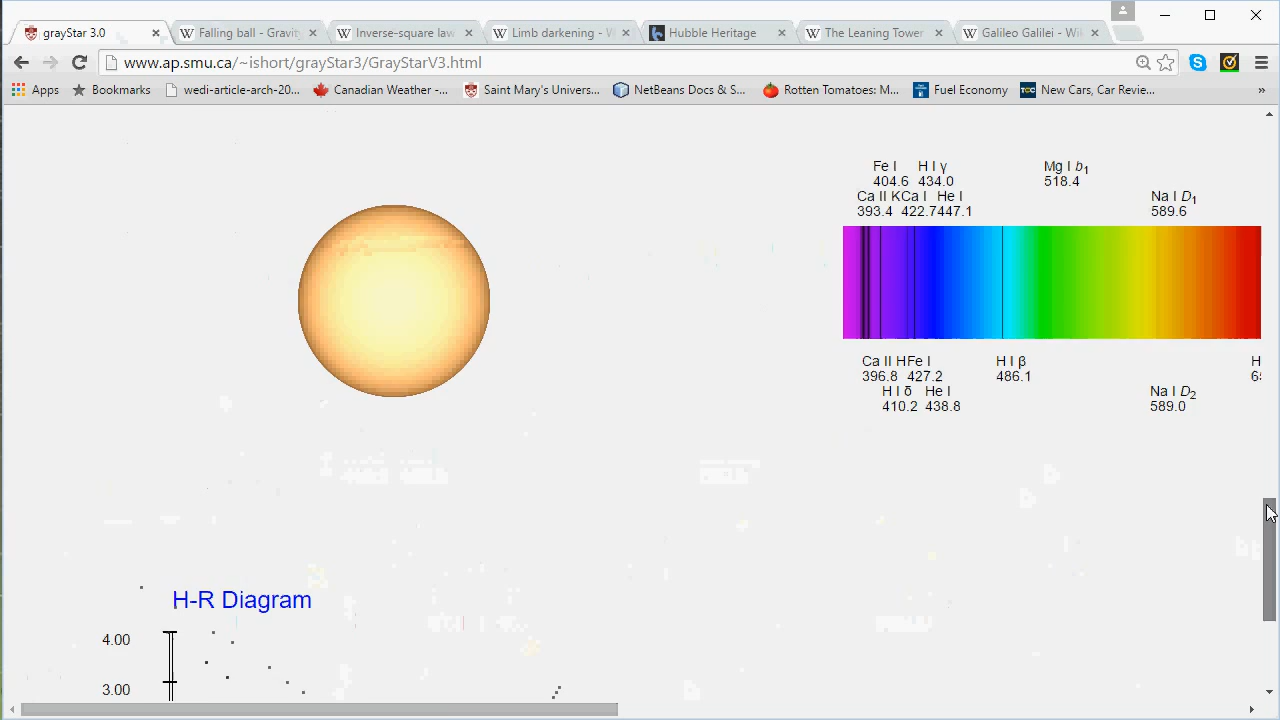 grayStar 3.0
Falling ball - Gravity
Inverse-square law
Limb darkening - W
Hubble Heritage
The Leaning Tower
Galileo Galilei - Wiki
www.ap.smu.ca/~ishort/grayStar3/GrayStarV3.html
Apps
Bookmarks
nedi-article-arch-20...
Canadian Weather -...
Saint Mary's Univers...
NetBeans Docs & S...
Rotten Tomatoes: M...
Fuel Economy
New Cars, Car Revie...
»
Fe I H I γ Mg I b1
404.6 434.0 518.4
Ca II K Ca I He I Na I D1
393.4 422.7 447.1 589.6
Ca II H Fe I H I β H
396.8 427.2 486.1
H I δ He I Na I D2
410.2 438.8 589.0
H-R Diagram
4.00
3.00